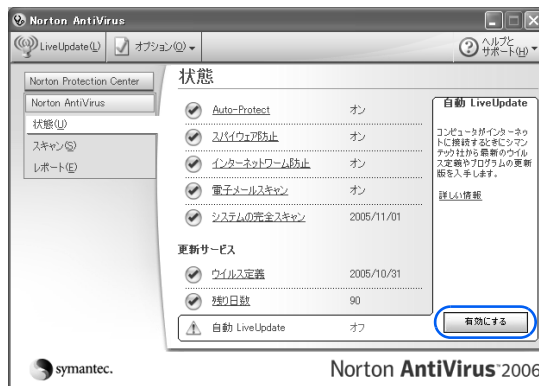 Norton AntiVirus
LiveUpdate(L)
オプション(O)
ヘルプと
サポート(H)
Norton Protection Center
Norton AntiVirus
状態(U)
スキャン(S)
レポート(E)
状態
Auto-Protect オン
スパイウェア防止 オン
インターネットワーム防止 オン
電子メールスキャン オン
システムの完全スキャン 2005/11/01
更新サービス
ウイルス定義 2005/10/31
残り日数 90
自動 LiveUpdate オフ
自動 LiveUpdate
コンピュータがインターネッ
トに接続するときにシマン
テック社から最新のウイル
ス定義やプログラムの更新
版を入手します。
詳しい情報
有効にする
symantec.
Norton AntiVirus™2006